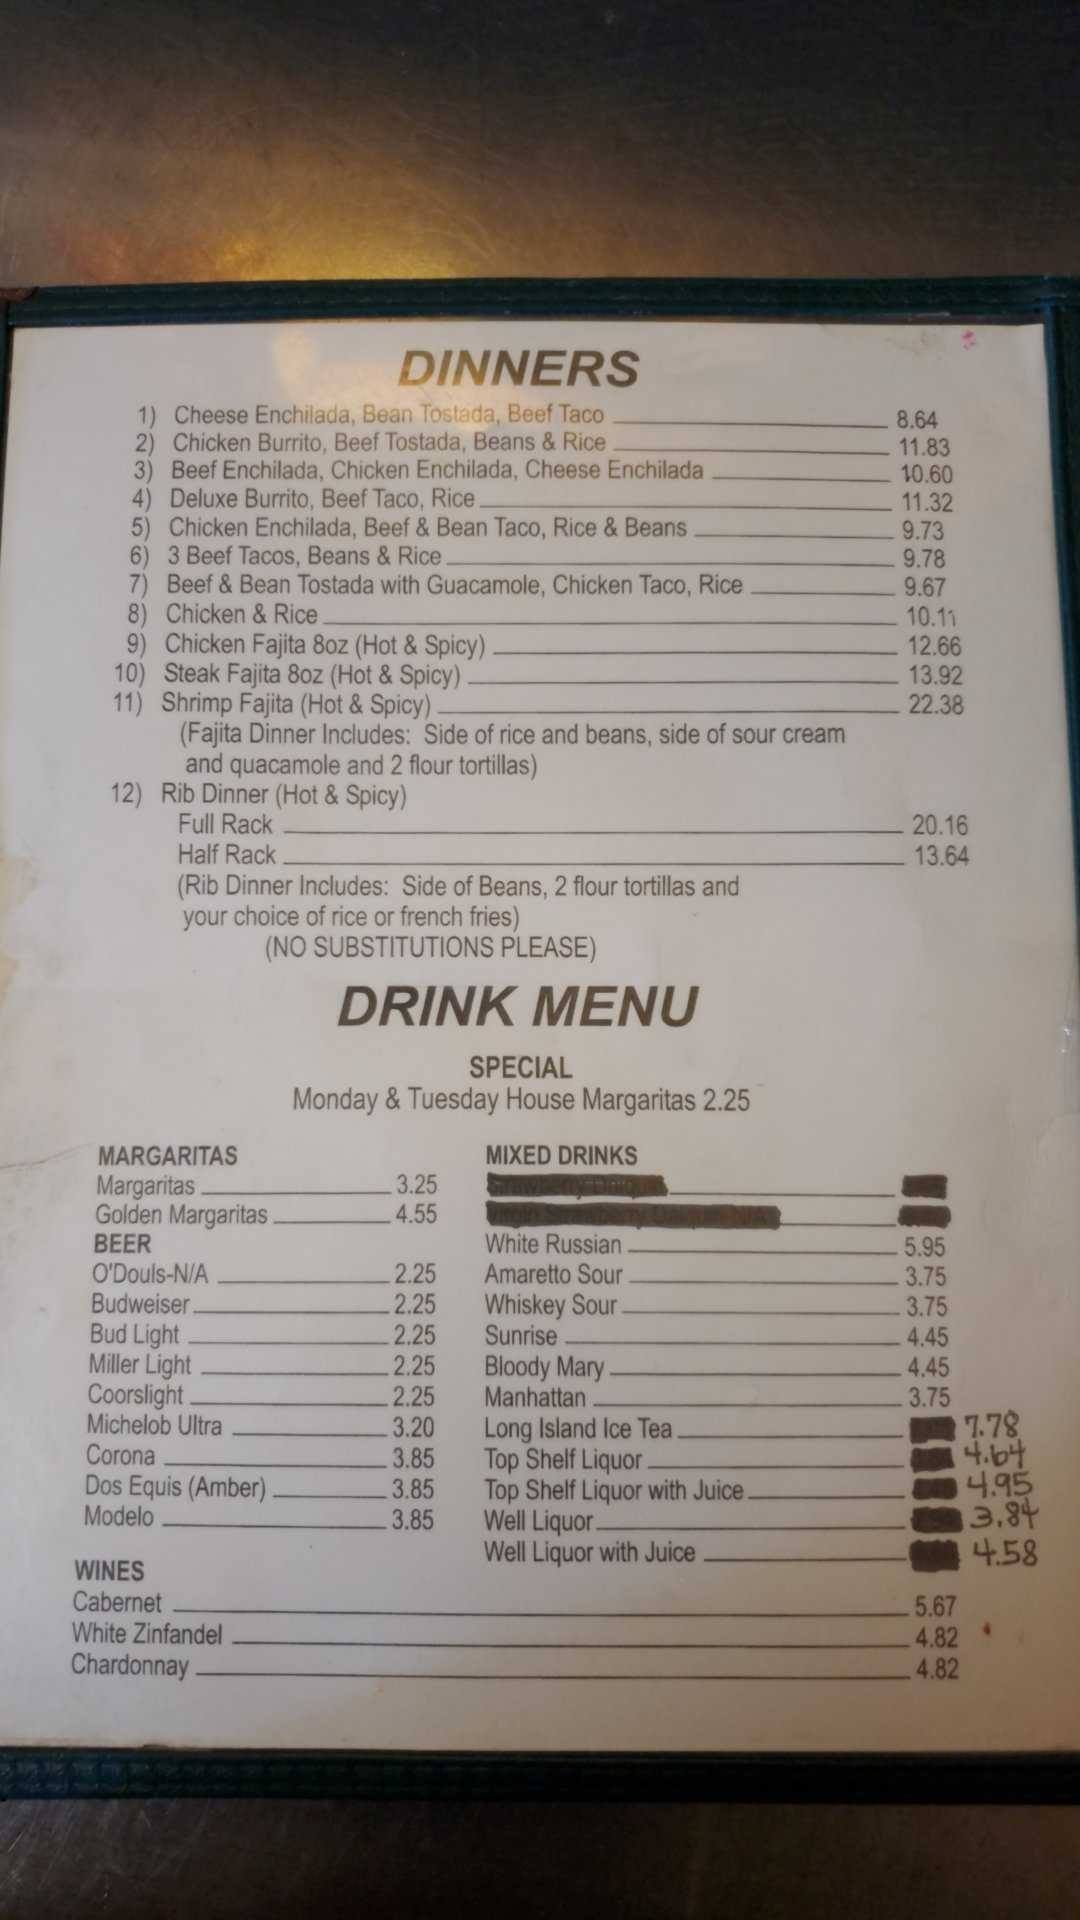 DINNERS
1) Cheese Enchilada, Bean Tostada, Beef Taco 8.64
2) Chicken Burrito, Beef Tostada, Beans & Rice 11.83
3) Beef Enchilada, Chicken Enchilada, Cheese Enchilada 10.60
4) Deluxe Burrito, Beef Taco, Rice 11.32
5) Chicken Enchilada, Beef & Bean Taco, Rice & Beans 9.73
6) 3 Beef Tacos, Beans & Rice 9.78
7) Beef & Bean Tostada with Guacamole, Chicken Taco, Rice 9.67
8) Chicken & Rice 10.11
9) Chicken Fajita 8oz (Hot & Spicy) 12.66
10) Steak Fajita 8oz (Hot & Spicy) 13.92
11) Shrimp Fajita (Hot & Spicy) 22.38
(Fajita Dinner Includes: Side of rice and beans, side of sour cream
and quacamole and 2 flour tortillas)
12) Rib Dinner (Hot & Spicy)
Full Rack 20.16
Half Rack 13.64
(Rib Dinner Includes: Side of Beans, 2 flour tortillas and
your choice of rice or french fries)
(NO SUBSTITUTIONS PLEASE)
DRINK MENU
SPECIAL
Monday & Tuesday House Margaritas 2.25
MARGARITAS
Margaritas 3.25
Golden Margaritas 4.55
BEER
O'Douls-N/A 2.25
Budweiser 2.25
Bud Light 2.25
Miller Light 2.25
Coorslight 2.25
Michelob Ultra 3.20
Corona 3.85
Dos Equis (Amber) 3.85
Modelo 3.85
MIXED DRINKS
White Russian 5.95
Amaretto Sour 3.75
Whiskey Sour 3.75
Sunrise 4.45
Bloody Mary 4.45
Manhattan 3.75
Long Island Ice Tea 7.78
Top Shelf Liquor 4.64
Top Shelf Liquor with Juice 4.95
Well Liquor 3.84
Well Liquor with Juice 4.58
WINES
Cabernet 5.67
White Zinfandel 4.82
Chardonnay 4.82